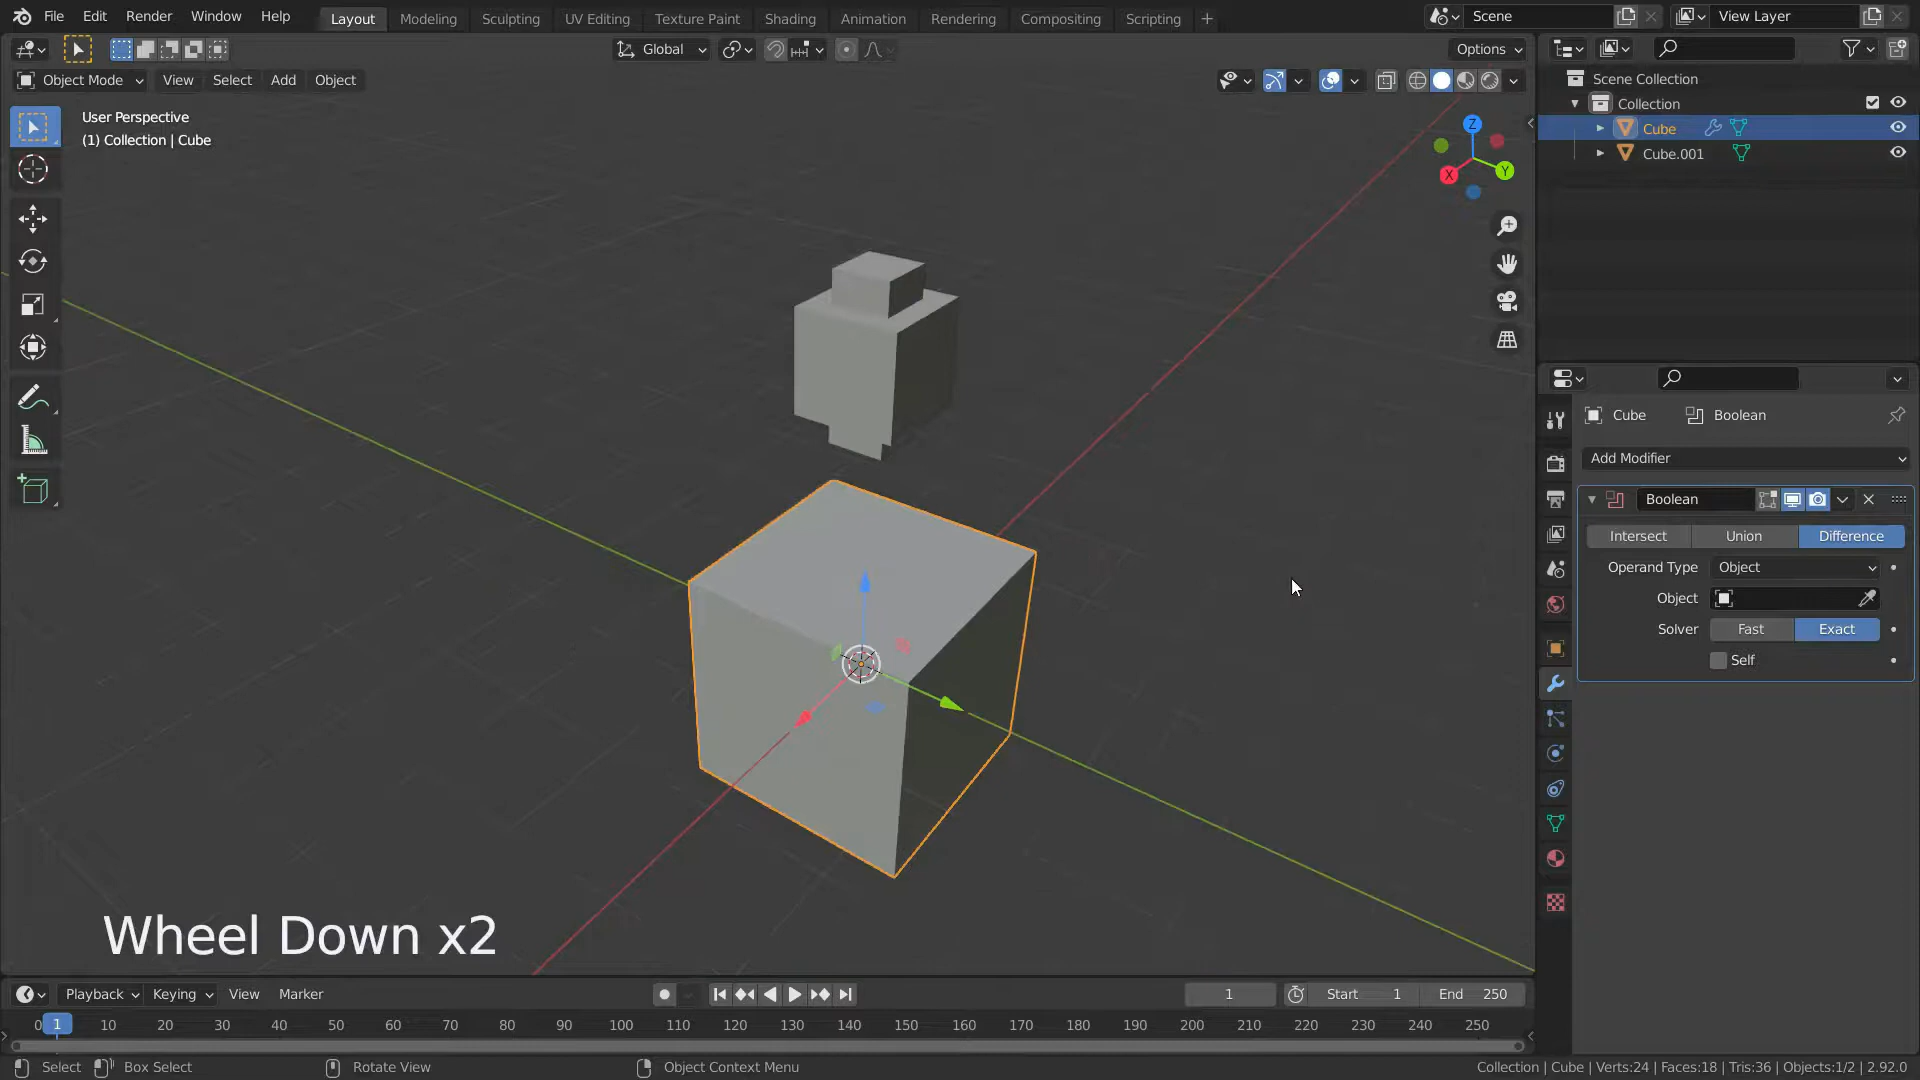 File Edit Render Window Help Layout Modeling Sculpting UV Editing Texture Paint Shading Animation Rendering Compositing Scripting + Scene View Layer
Global Options
Object Mode View Select Add Object
User Perspective
(1) Collection | Cube
Z
Y
X
Scene Collection
Collection
Cube
Cube.001
Cube Boolean
Add Modifier
Boolean
Intersect Union Difference
Operand Type Object
Object
Solver Fast Exact
Self
Wheel Down x2
Playback Keying View Marker 1 Start 1 End 250
0 1 10 20 30 40 50 60 70 80 90 100 110 120 130 140 150 160 170 180 190 200 210 220 230 240 250
Select Box Select Rotate View Object Context Menu Collection | Cube | Verts:24 | Faces:18 | Tris:36 | Objects:1/2 | 2.92.0